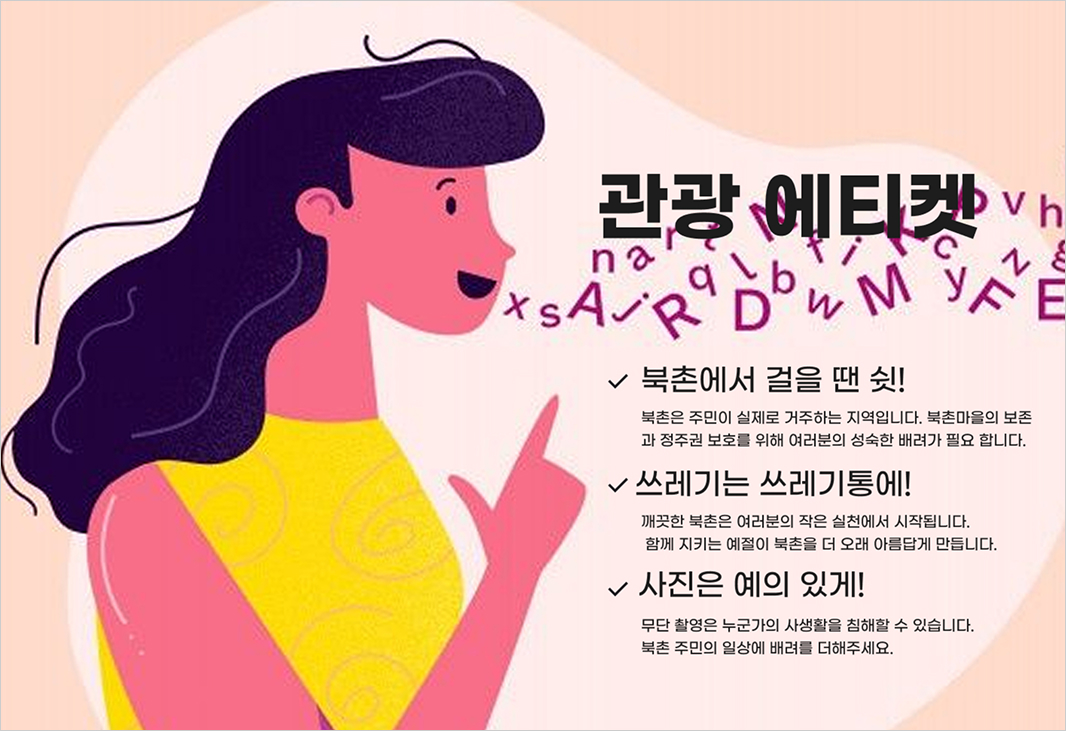 관광 에티켓
n a r t N t i K c o v h
x s A j R q l D b w M y F z g E
북촌에서 걸을 땐 쉿!
북촌은 주민이 실제로 거주하는 지역입니다. 북촌마을의 보존
과 정주권 보호를 위해 여러분의 성숙한 배려가 필요 합니다.
쓰레기는 쓰레기통에!
깨끗한 북촌은 여러분의 작은 실천에서 시작됩니다.
함께 지키는 예절이 북촌을 더 오래 아름답게 만듭니다.
사진은 예의 있게!
무단 촬영은 누군가의 사생활을 침해할 수 있습니다.
북촌 주민의 일상에 배려를 더해주세요.